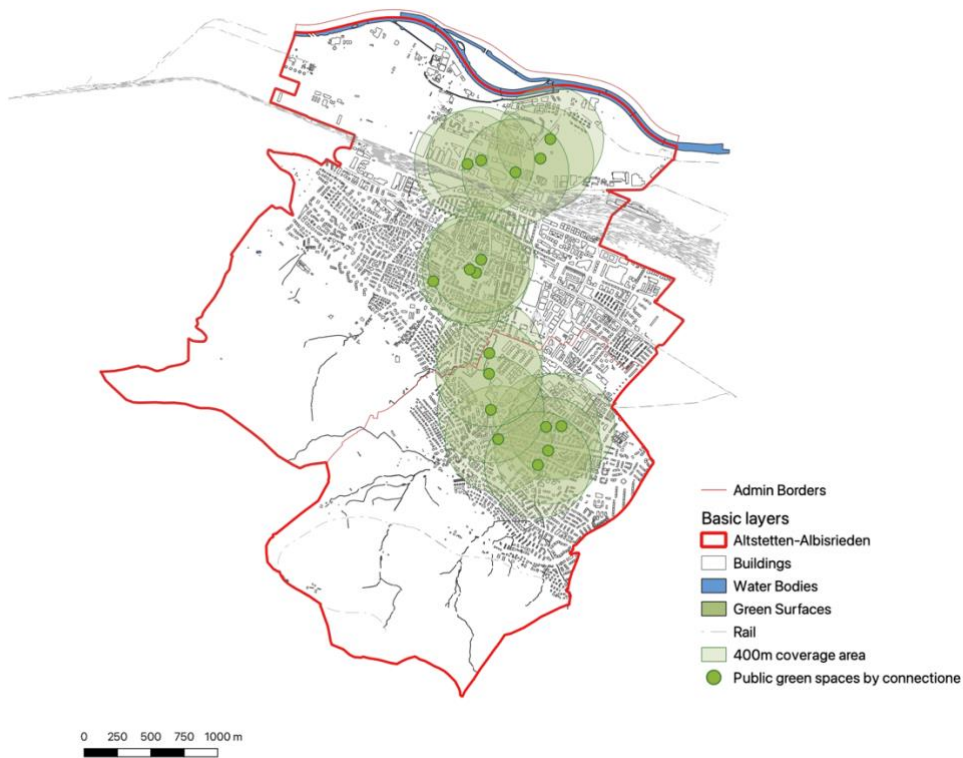 Admin Borders
Basic layers
Altstetten-Albisrieden
Buildings
Water Bodies
Green Surfaces
Rail
400m coverage area
Public green spaces by connectione
0 250 500 750 1000 m